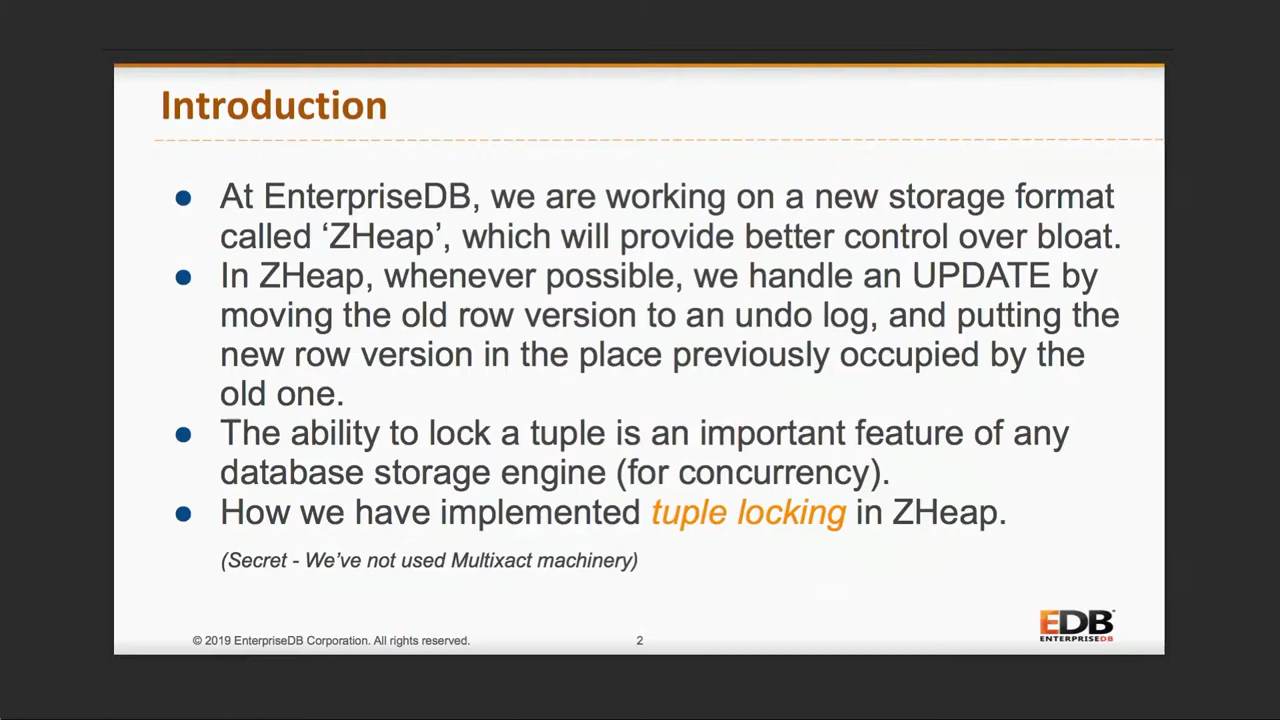 Introduction
● At EnterpriseDB, we are working on a new storage format
called ‘ZHeap’, which will provide better control over bloat.
● In ZHeap, whenever possible, we handle an UPDATE by
moving the old row version to an undo log, and putting the
new row version in the place previously occupied by the
old one.
● The ability to lock a tuple is an important feature of any
database storage engine (for concurrency).
● How we have implemented tuple locking in ZHeap.
(Secret - We’ve not used Multixact machinery)
© 2019 EnterpriseDB Corporation. All rights reserved.
2
EDB
ENTERPRISEDB